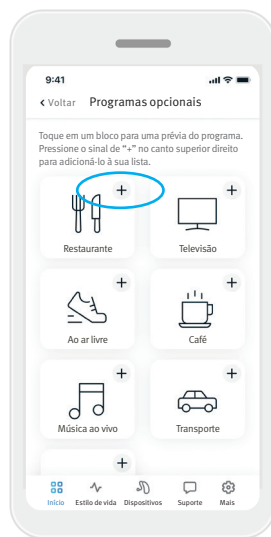 9:41
Voltar Programas opcionais
Toque em um bloco para uma prévia do programa.
Pressione o sinal de "+" no canto superior direito
para adicioná-lo à sua lista.
+ +
Restaurante Televisão
+ +
Ao ar livre Café
+ +
Música ao vivo Transporte
+
Início Estilo de vida Dispositivos Suporte Mais